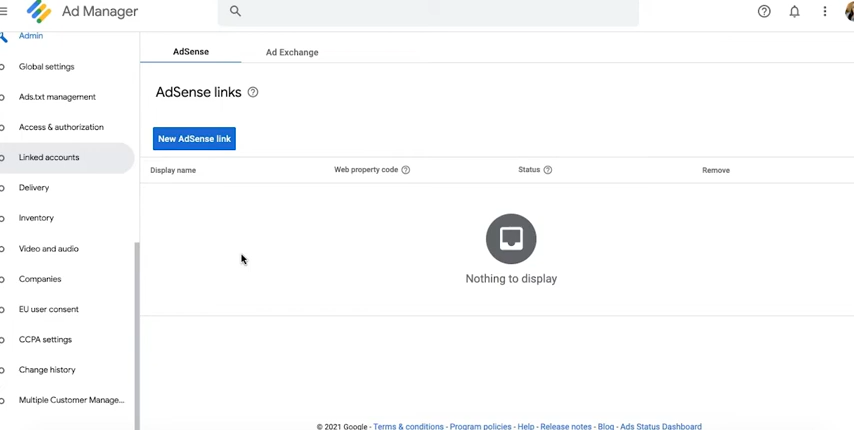 Ad Manager
Admin
Global settings
Ads.txt management
Access & authorization
Linked accounts
Delivery
Inventory
Video and audio
Companies
EU user consent
CCPA settings
Change history
Multiple Customer Manage...
AdSense Ad Exchange
AdSense links
New AdSense link
Display name Web property code Status Remove
Nothing to display
© 2021 Google - Terms & conditions - Program policies - Help - Release notes - Blog - Ads Status Dashboard